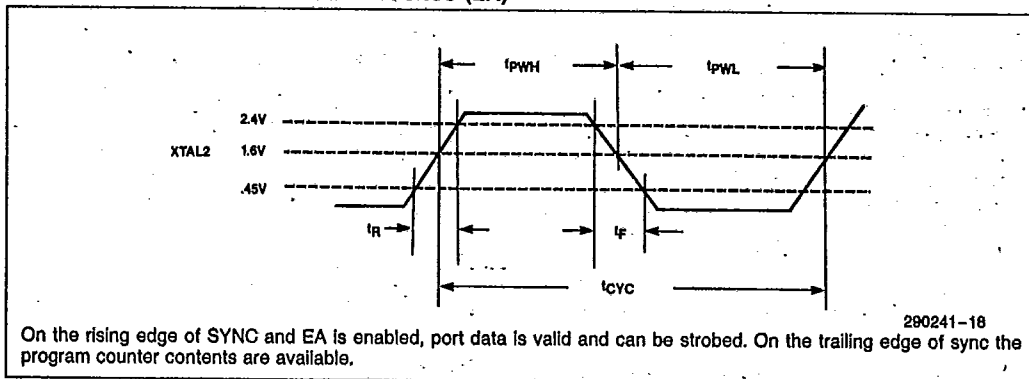 tPWH tPWL
2.4V
XTAL2 1.6V
.45V
tR tF
tCYC
290241-18
On the rising edge of SYNC and EA is enabled, port data is valid and can be strobed. On the trailing edge of sync the
program counter contents are available.